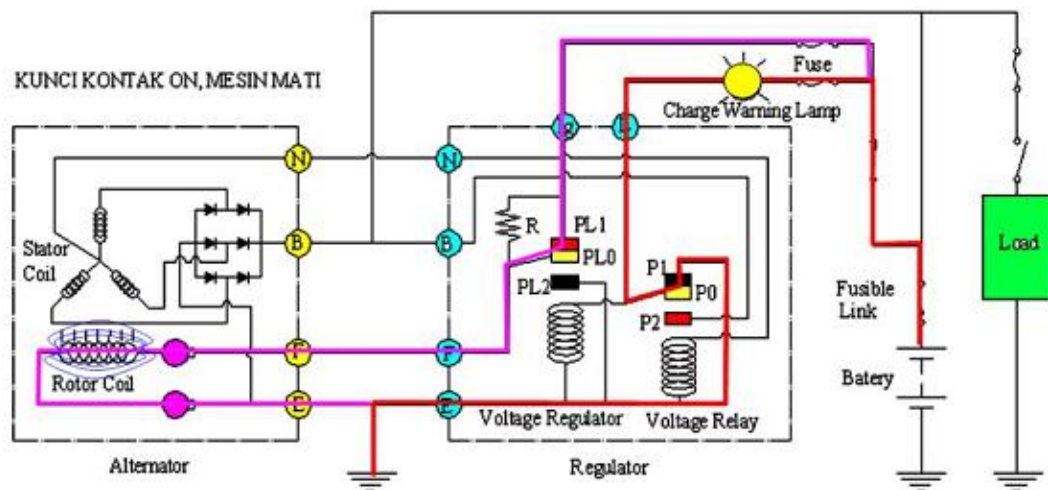 KUNCI KONTAK ON, MESIN MATI
Fuse
Charge Warning Lamp
Ig
L
N
N
R
PL1
PL0
PL2
P1
P0
P2
B
B
Stator
Coil
Load
Fusible
Link
F
F
Rotor Coil
Batery
E
E
Voltage Regulator
Voltage Relay
Alternator
Regulator